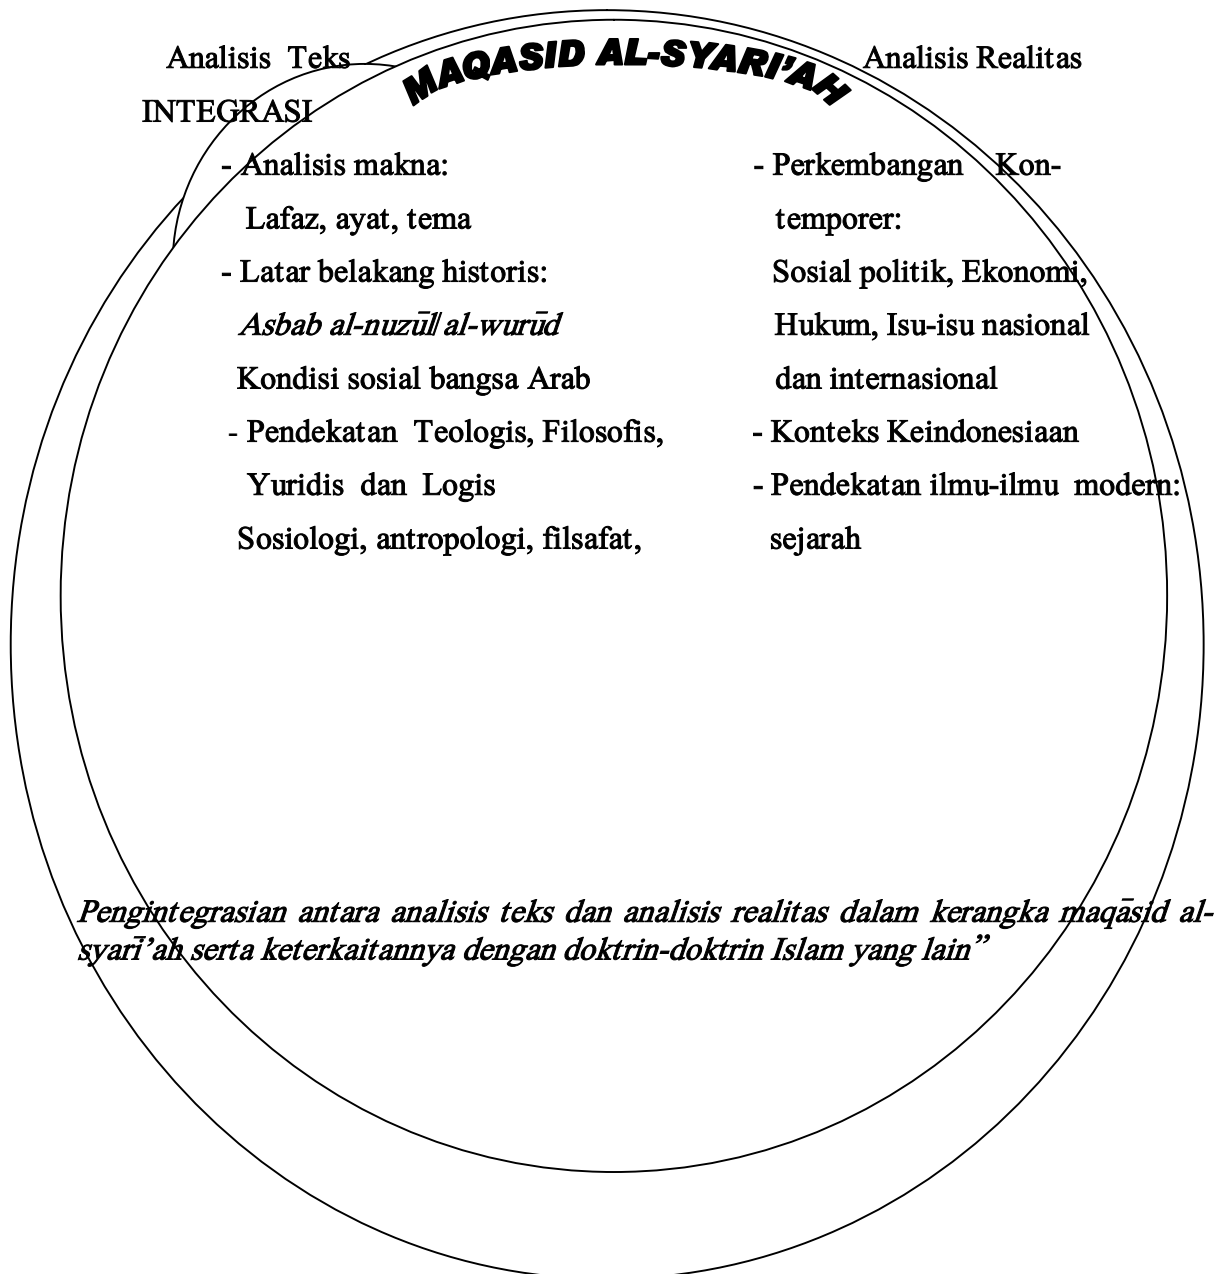 MAQASID AL-SYARI'AH
Analisis Teks Analisis Realitas
INTEGRASI
- Analisis makna: - Perkembangan Kon-
Lafaz, ayat, tema temporer:
- Latar belakang historis: Sosial politik, Ekonomi,
Asbab al-nuzūl/ al-wurūd Hukum, Isu-isu nasional
Kondisi sosial bangsa Arab dan internasional
- Pendekatan Teologis, Filosofis, - Konteks Keindonesiaan
Yuridis dan Logis - Pendekatan ilmu-ilmu modern:
Sosiologi, antropologi, filsafat, sejarah
Pengintegrasian antara analisis teks dan analisis realitas dalam kerangka maqāsid al-
syarī'ah serta keterkaitannya dengan doktrin-doktrin Islam yang lain”